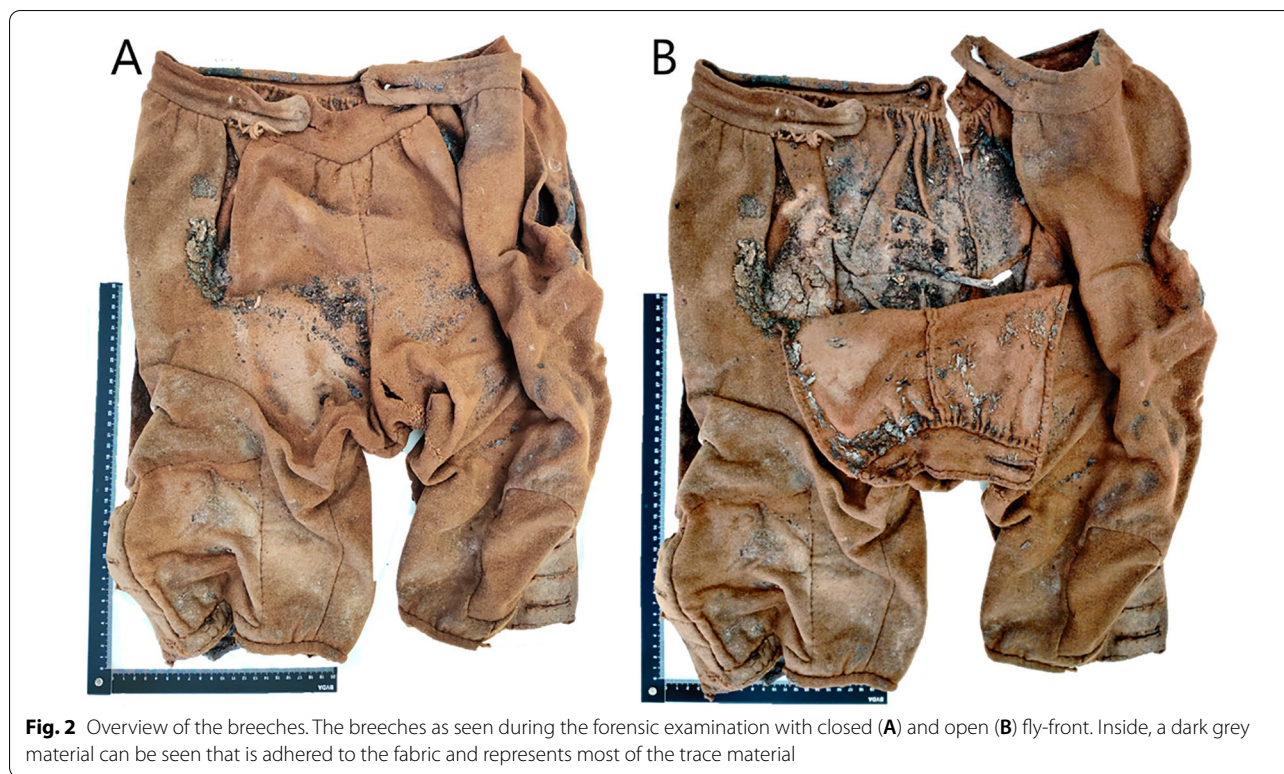 A
B
BVDA
BVDA
Fig. 2 Overview of the breeches. The breeches as seen during the forensic examination with closed (A) and open (B) fly-front. Inside, a dark grey
material can be seen that is adhered to the fabric and represents most of the trace material